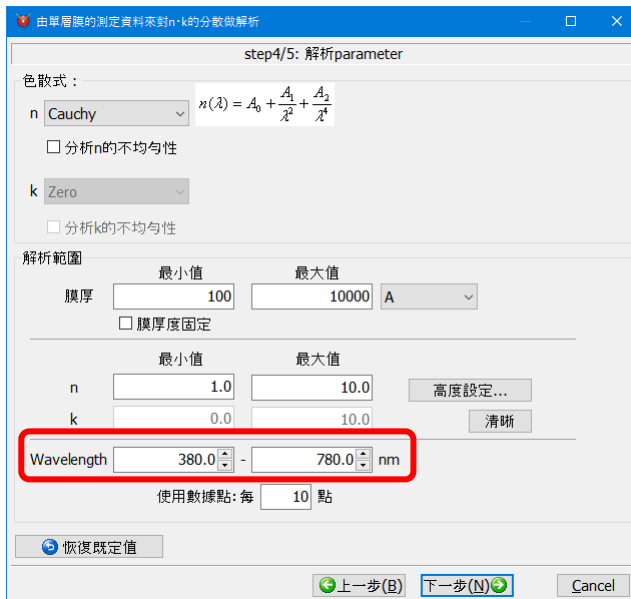 由單層膜的測定資料來對n･k的分散做解析
step4/5: 解析parameter
色散式：
n Cauchy n(λ) = A₀ + A₁/λ² + A₂/λ⁴
分析n的不均勻性
k Zero
分析k的不均勻性
解析範圍
最小值 最大值
膜厚 100 10000 A
膜厚度固定
最小值 最大值
n 1.0 10.0 高度設定...
k 0.0 10.0 清晰
Wavelength 380.0 - 780.0 nm
使用數據點: 每 10 點
恢復既定值
上一步(B) 下一步(N) Cancel